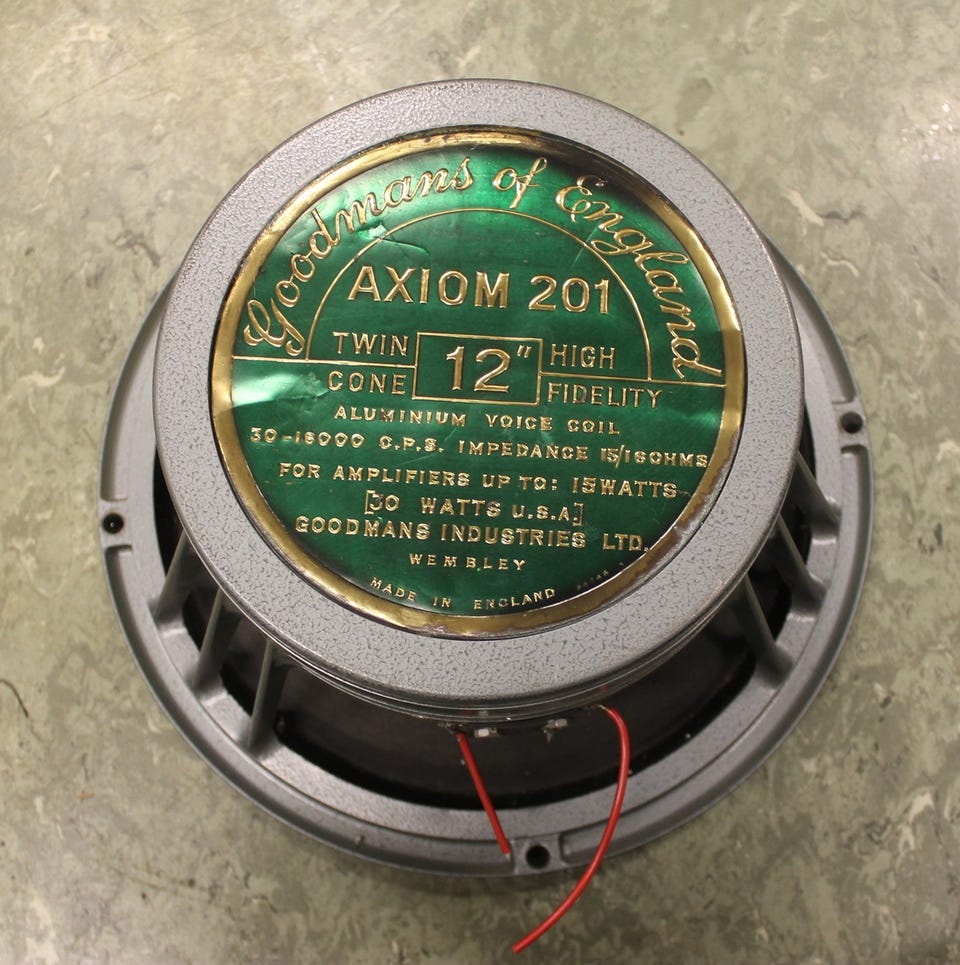 Goodmans of England
AXIOM 201
TWIN CONE
12"
HIGH FIDELITY
ALUMINIUM VOICE COIL
30-16000 C.P.S. IMPEDANCE 15/16OHMS
FOR AMPLIFIERS UP TO: 15WATTS
[30 WATTS U.S.A]
GOODMANS INDUSTRIES LTD.
WEMBLEY
MADE IN ENGLAND